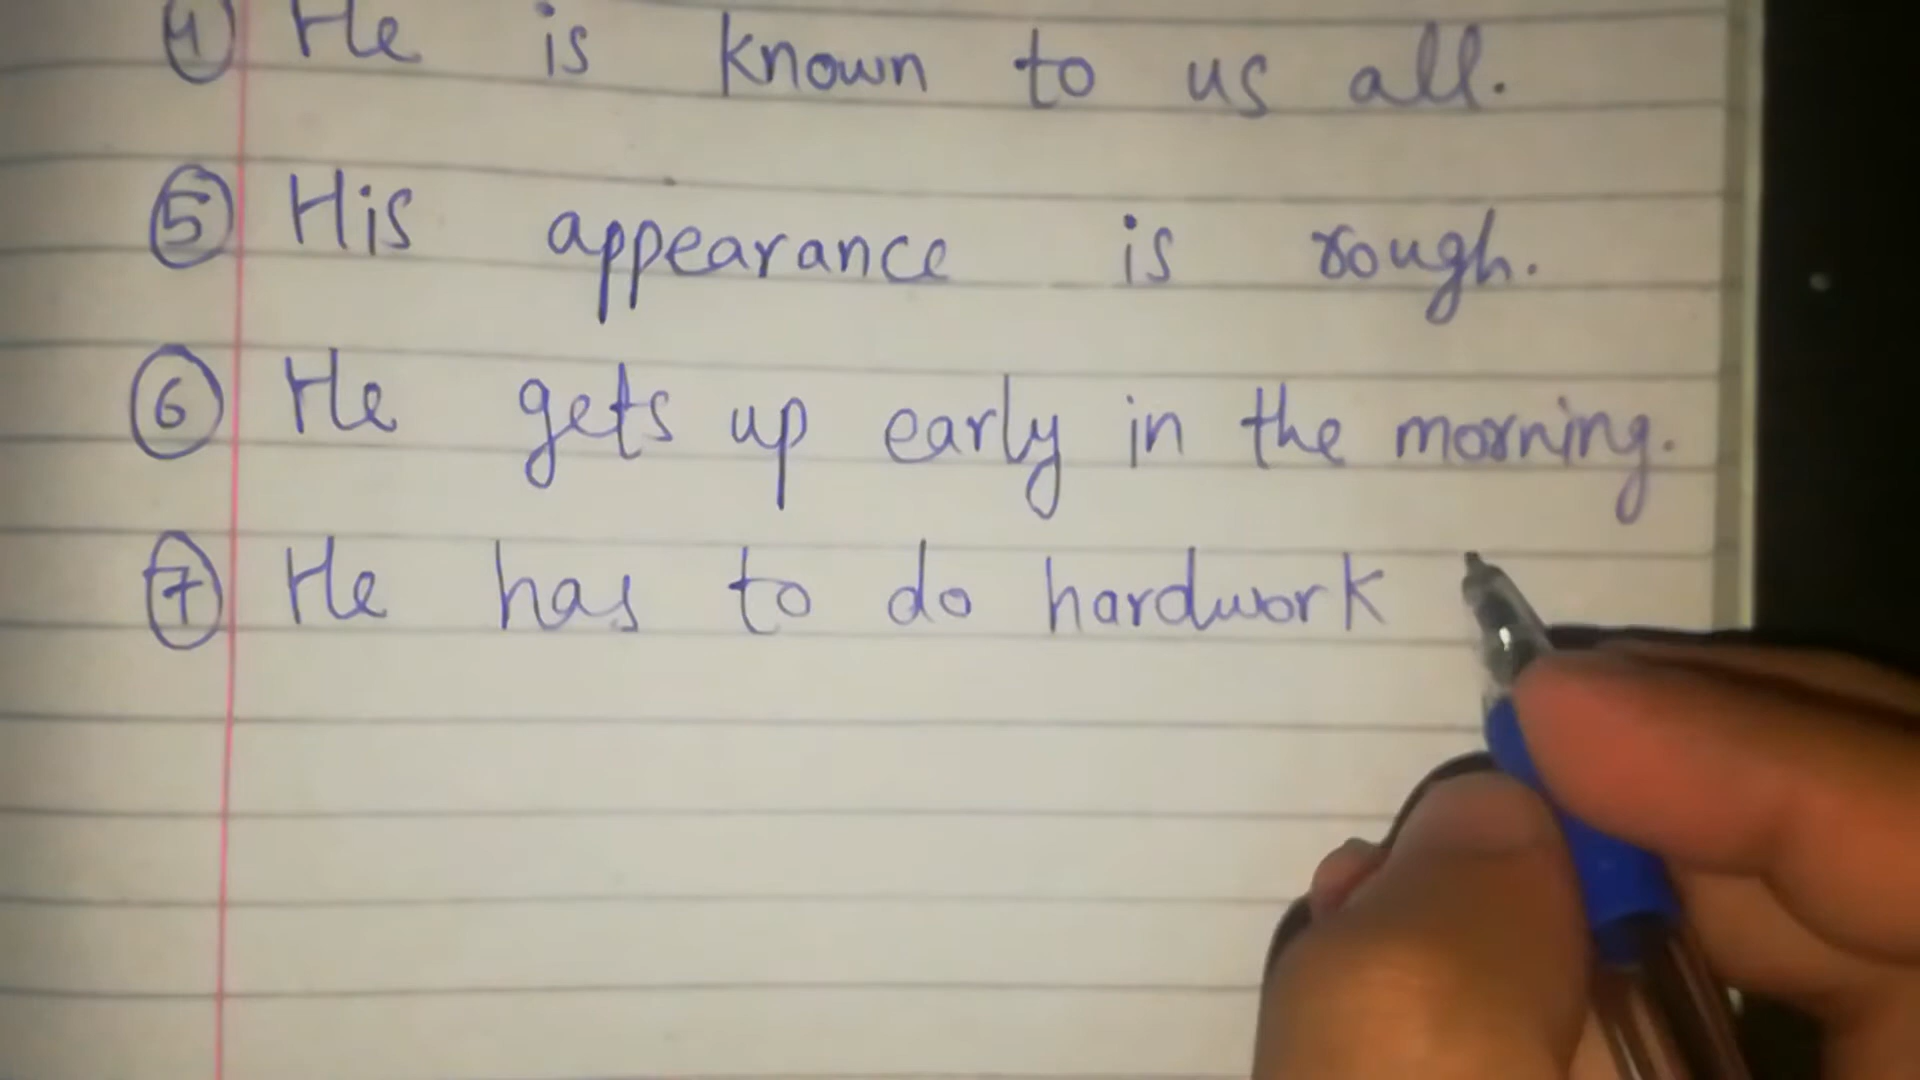 4 He is known to us all.
5 His appearance is rough.
6 He gets up early in the morning.
7 He has to do hardwork